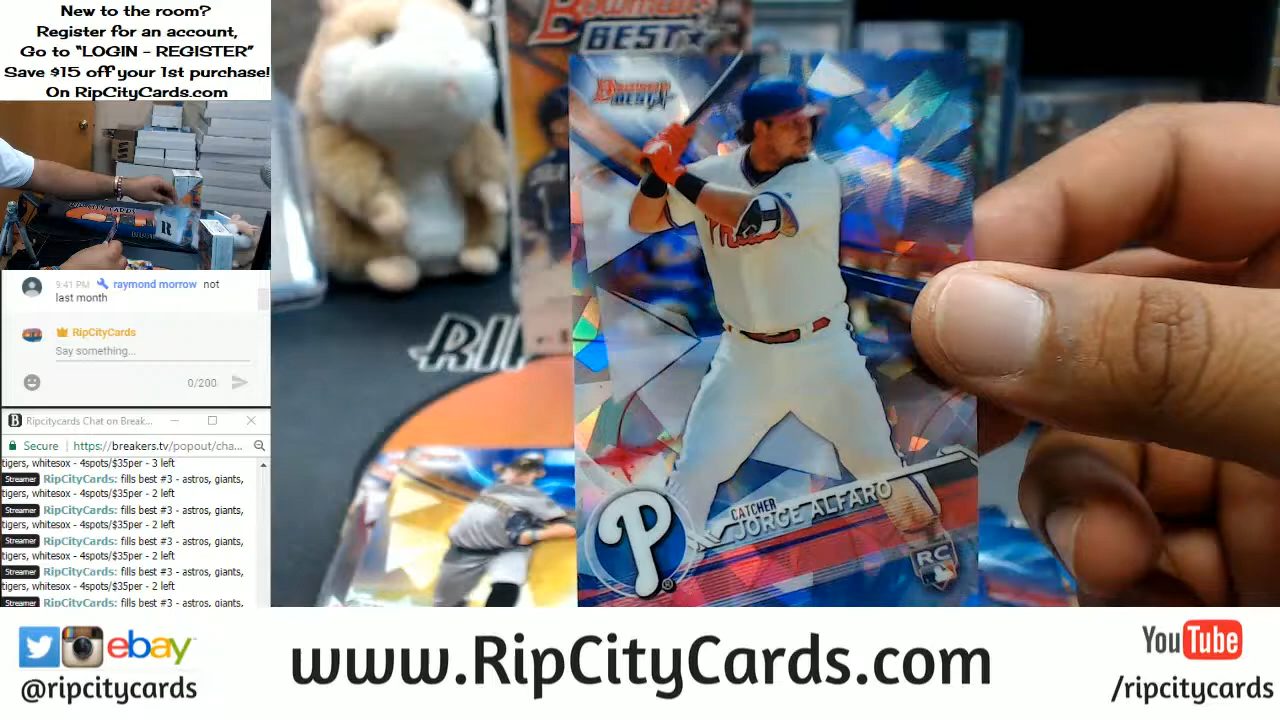 New to the room?
Register for an account,
Go to "LOGIN - REGISTER"
Save $15 off your 1st purchase!
On RipCityCards.com
RIP CITY CARDS
R
9:41 PM raymond morrow not
last month
RipCityCards
Say something...
0/200
Ripcitycards Chat on Break...
Secure https://breakers.tv/popout/cha...
tigers, whitesox - 4spots/$35per - 3 left
Streamer RipCityCards: fills best #3 - astros, giants,
tigers, whitesox - 4spots/$35per - 2 left
Streamer RipCityCards: fills best #3 - astros, giants,
tigers, whitesox - 4spots/$35per - 2 left
Streamer RipCityCards: fills best #3 - astros, giants,
tigers, whitesox - 4spots/$35per - 2 left
Streamer RipCityCards: fills best #3 - astros, giants,
tigers, whitesox - 4spots/$35per - 2 left
Streamer RipCityCards: fills best #3 - astros, giants,
Bowman's
BEST
Bowman's
BEST
RIP
P
®
CATCHER
JORGE ALFARO
RC
ebay™
@ripcitycards
www.RipCityCards.com
YouTube
/ripcitycards